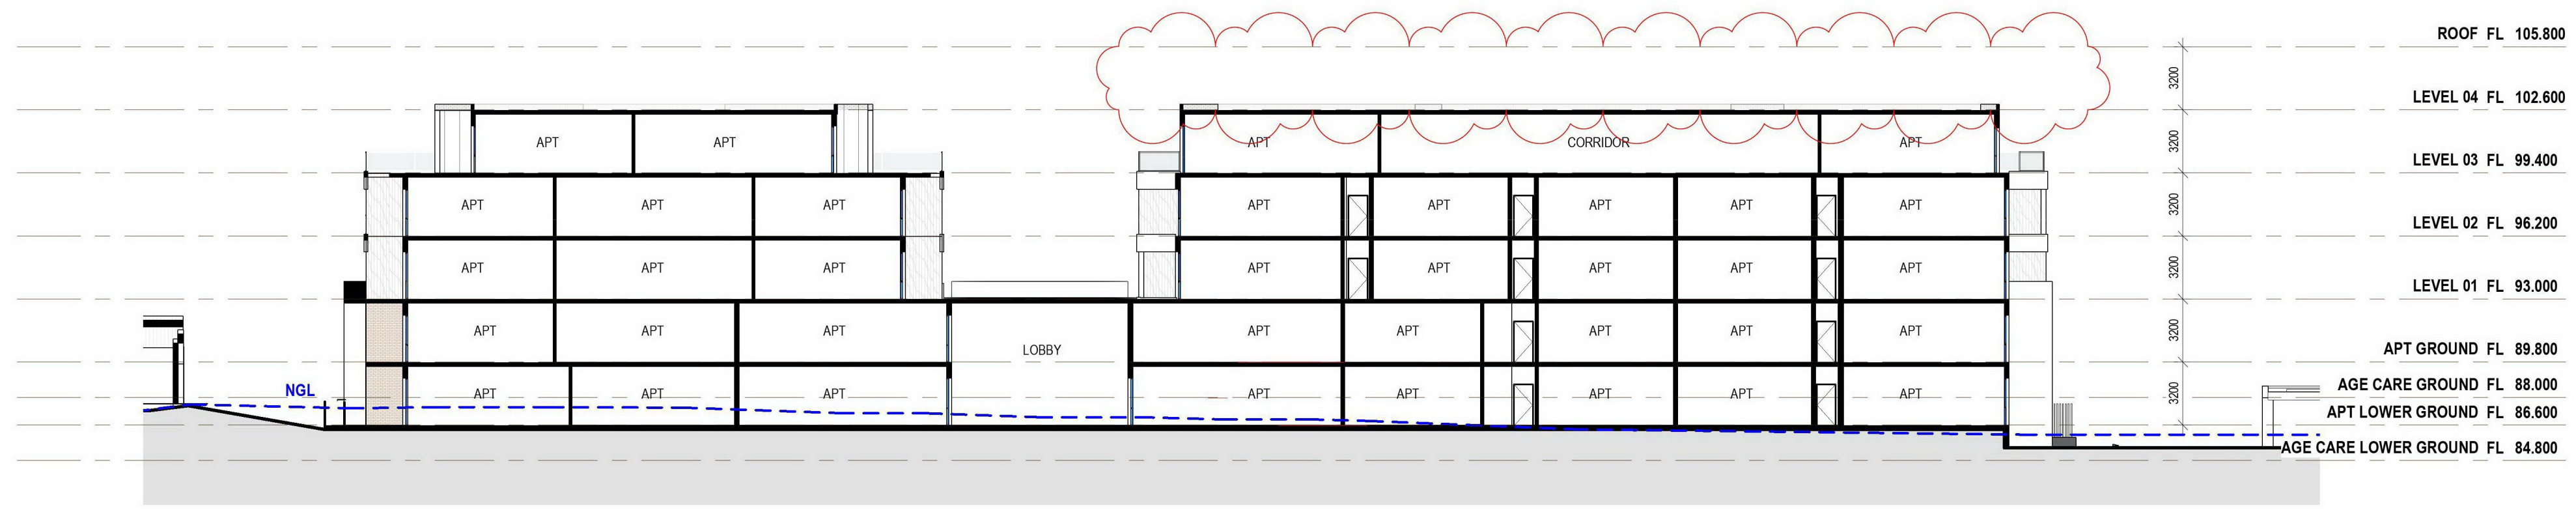 ROOF FL 105.800
3200
LEVEL 04 FL 102.600
APT APT APT CORRIDOR APT
3200
LEVEL 03 FL 99.400
APT APT APT APT APT APT APT APT
3200
LEVEL 02 FL 96.200
APT APT APT APT APT APT APT APT
3200
LEVEL 01 FL 93.000
APT APT APT APT APT APT APT APT
3200
LOBBY
APT GROUND FL 89.800
NGL
APT APT APT APT APT APT APT APT
3200
AGE CARE GROUND FL 88.000
APT LOWER GROUND FL 86.600
AGE CARE LOWER GROUND FL 84.800